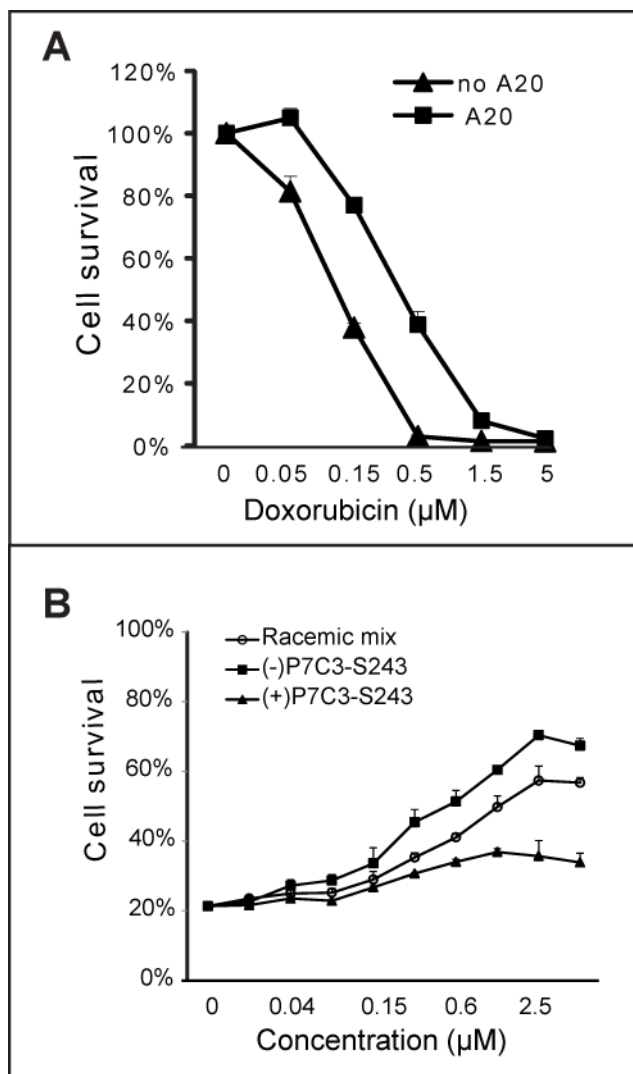 A
120%
100%
80%
60%
40%
20%
0%
Cell survival
no A20
A20
0 0.05 0.15 0.5 1.5 5
Doxorubicin (µM)
B
100%
80%
60%
40%
20%
0%
Cell survival
Racemic mix
(-)P7C3-S243
(+)P7C3-S243
0 0.04 0.15 0.6 2.5
Concentration (µM)